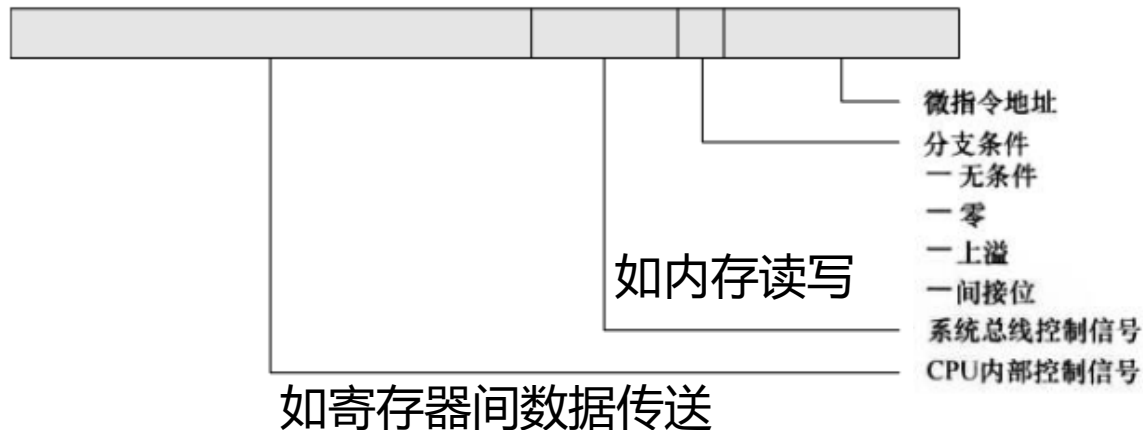 微指令地址
分支条件
一 无条件
一 零
一 上溢
一 间接位
如内存读写
系统总线控制信号
CPU内部控制信号
如寄存器间数据传送